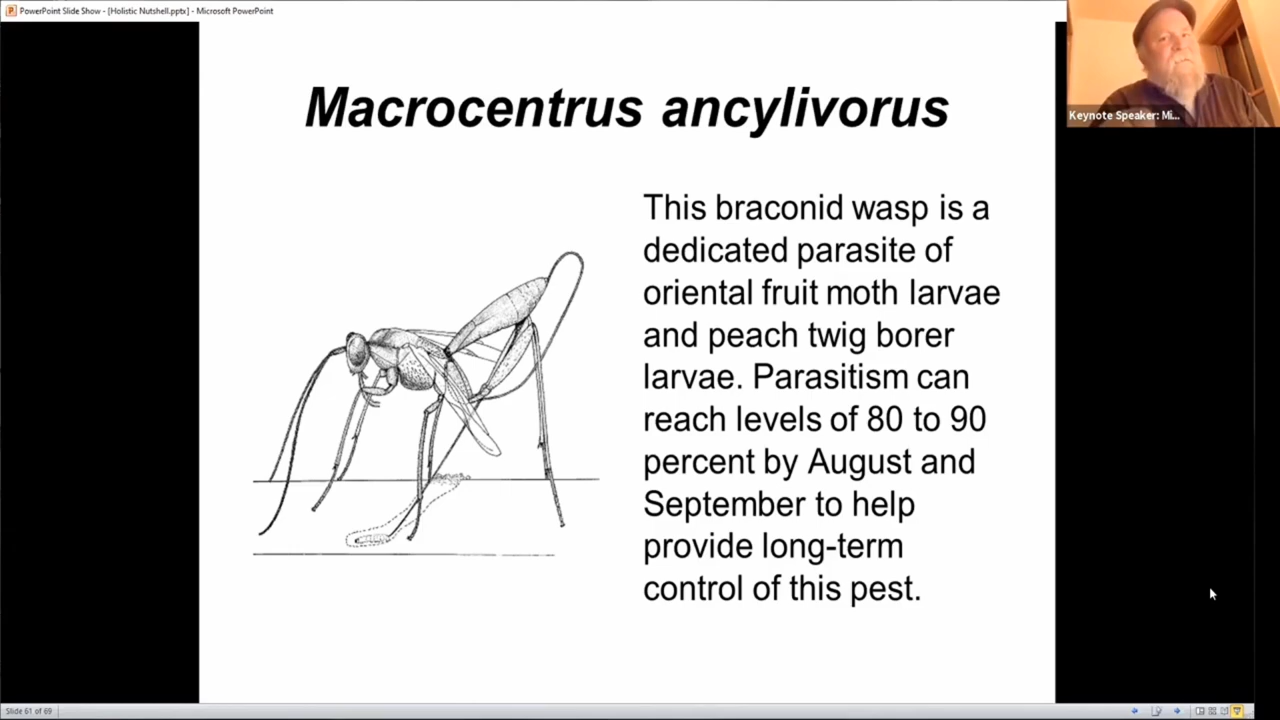 PowerPoint Slide Show - [Holistic Nutshell.pptx] - Microsoft PowerPoint
Keynote Speaker: Mi...
Macrocentrus ancylivorus
This braconid wasp is a
dedicated parasite of
oriental fruit moth larvae
and peach twig borer
larvae. Parasitism can
reach levels of 80 to 90
percent by August and
September to help
provide long-term
control of this pest.
Slide 61 of 69